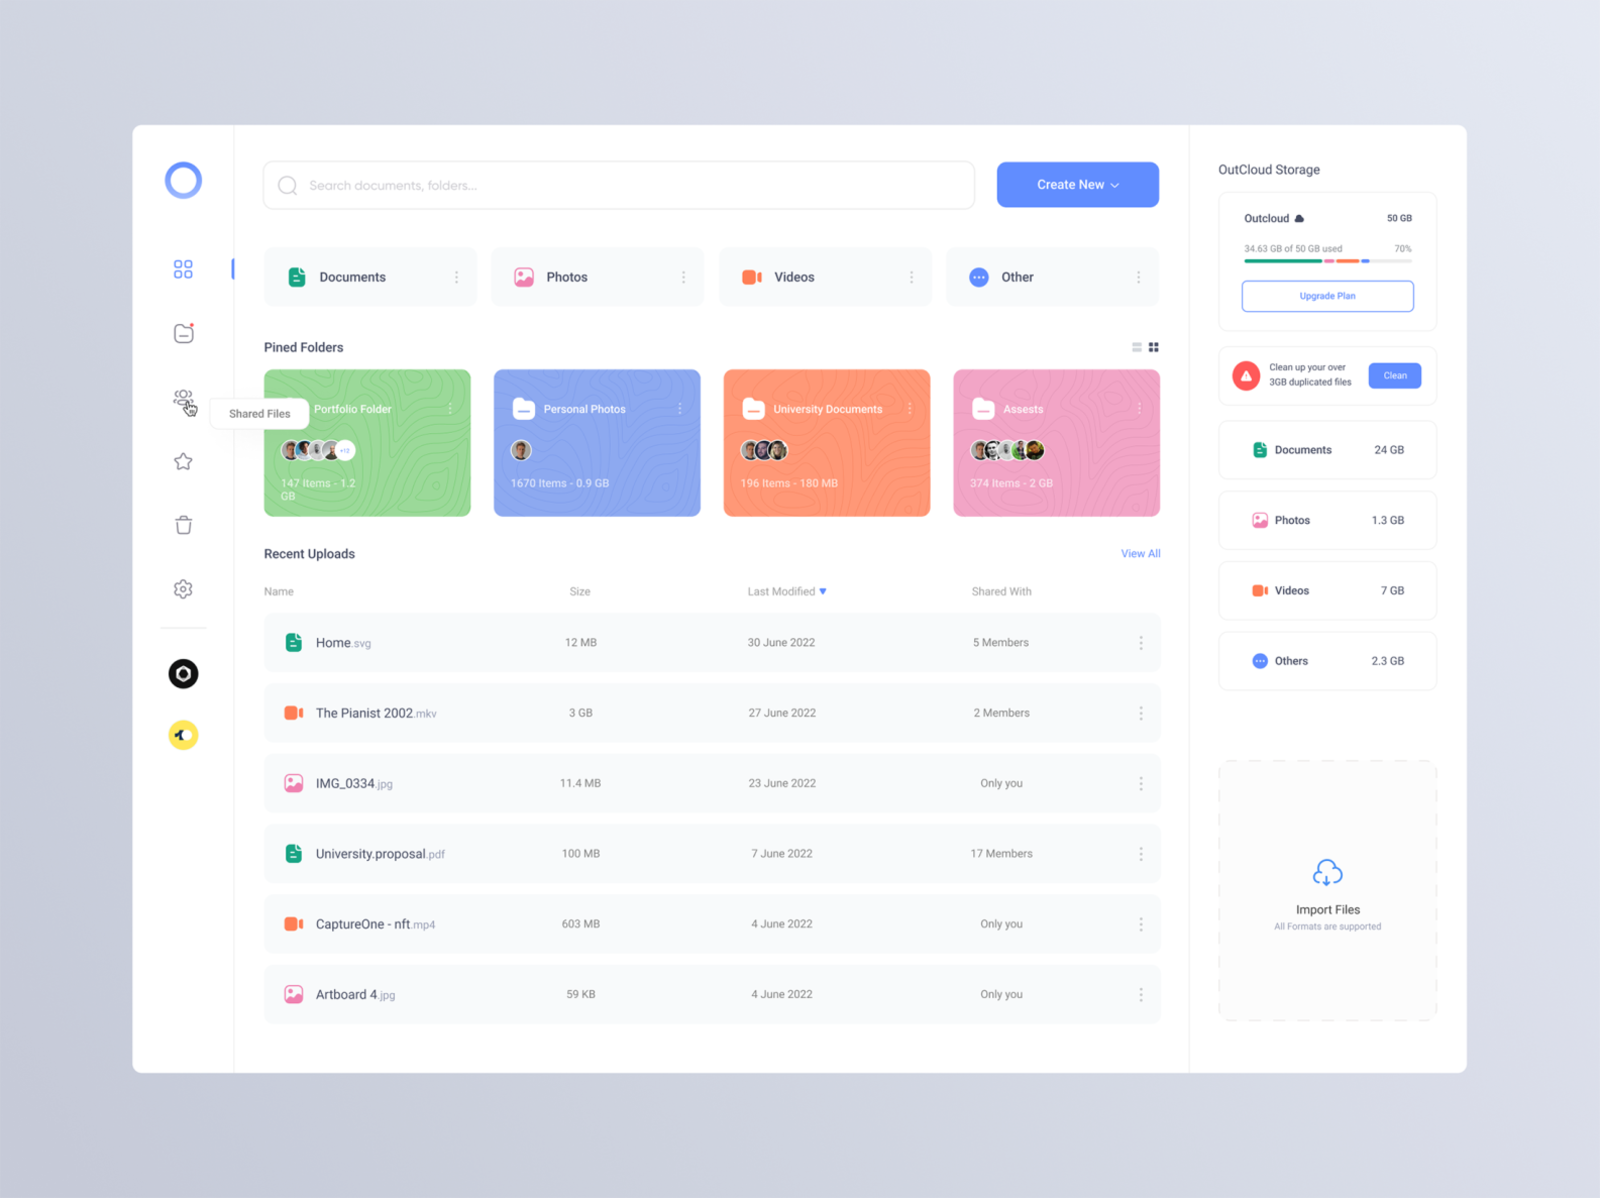 Search documents, folders...
Create New
Documents
Photos
Videos
Other
Pined Folders
Shared Files
Portfolio Folder
+12
147 Items - 1.2
GB
Personal Photos
1670 Items - 0.9 GB
University Documents
196 Items - 180 MB
Assests
374 Items - 2 GB
Recent Uploads
View All
Name Size Last Modified Shared With
Home.svg 12 MB 30 June 2022 5 Members
The Pianist 2002.mkv 3 GB 27 June 2022 2 Members
IMG_0334.jpg 11.4 MB 23 June 2022 Only you
University.proposal.pdf 100 MB 7 June 2022 17 Members
CaptureOne - nft.mp4 603 MB 4 June 2022 Only you
Artboard 4.jpg 59 KB 4 June 2022 Only you
OutCloud Storage
Outcloud 50 GB
34.63 GB of 50 GB used 70%
Upgrade Plan
Clean up your over
3GB duplicated files
Clean
Documents 24 GB
Photos 1.3 GB
Videos 7 GB
Others 2.3 GB
Import Files
All Formats are supported